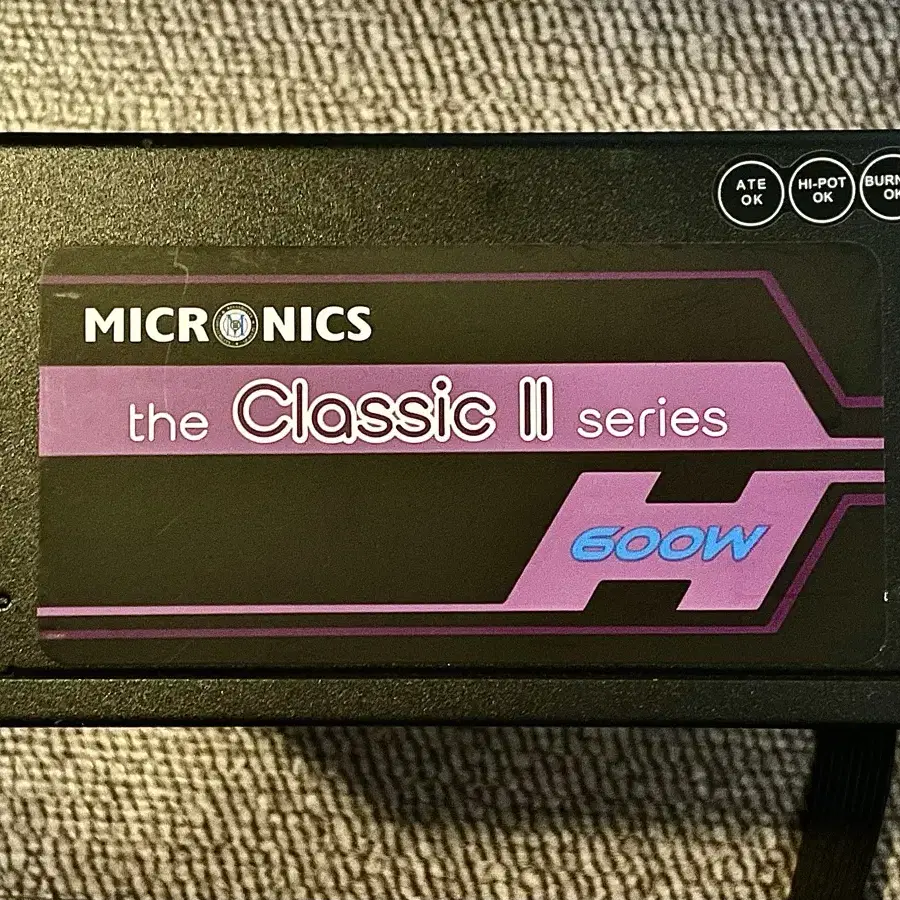 ATE
OK
HI-POT
OK
BURN
OK
MICRONICS
the Classic II series
H
600W